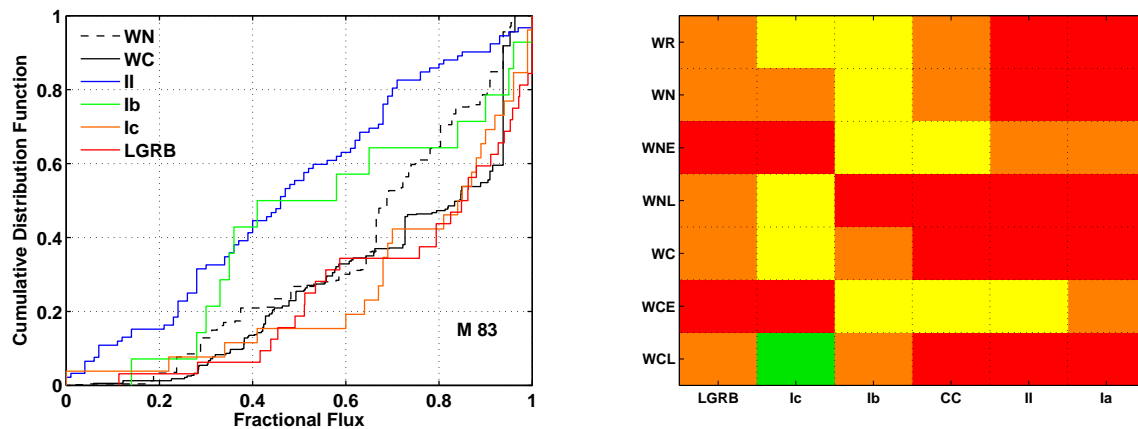 Cumulative Distribution Function
1
0.8
0.6
0.4
0.2
0
0 0.2 0.4 0.6 0.8 1
Fractional Flux
WN
WC
II
Ib
Ic
LGRB
M 83
WR
WN
WNE
WNL
WC
WCE
WCL
LGRB Ic Ib CC II Ia